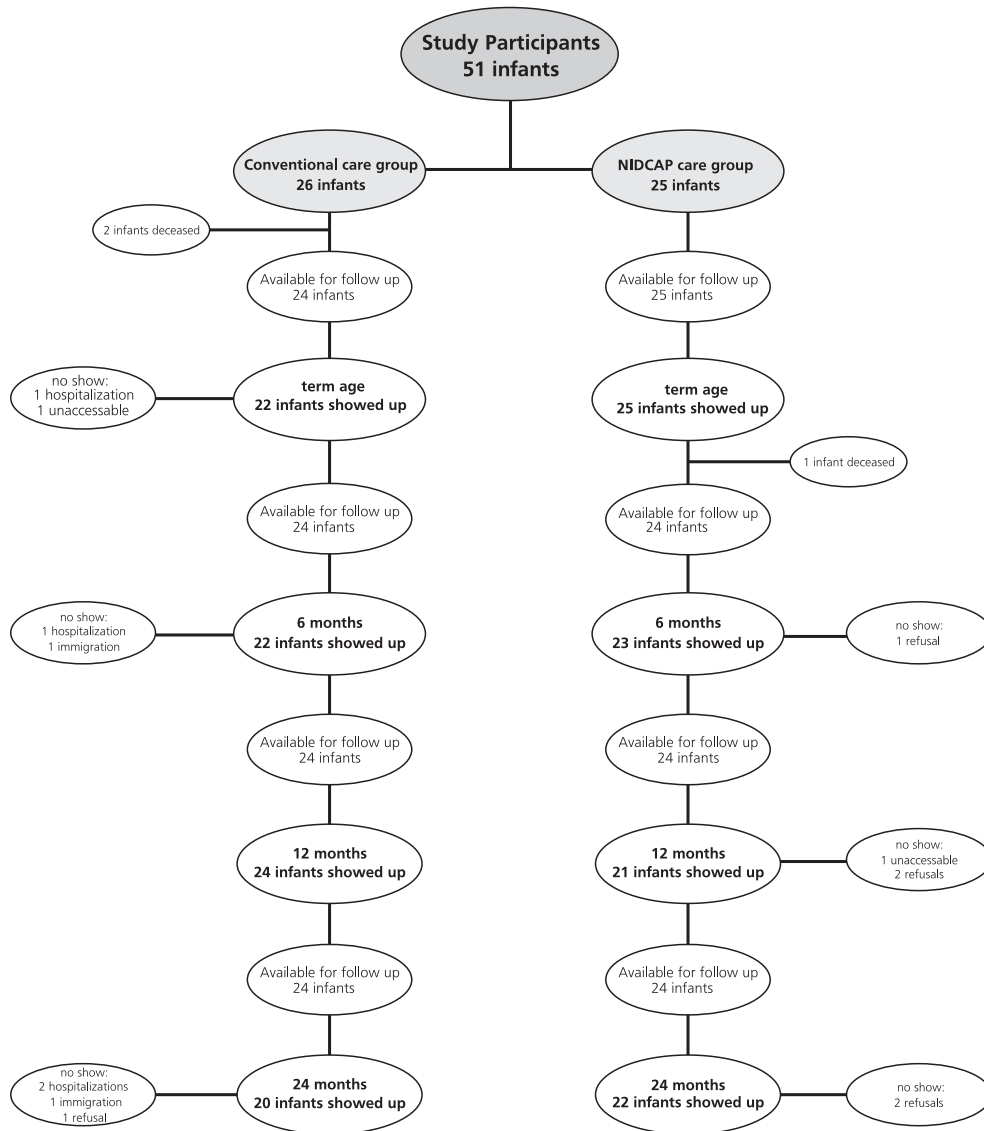 Study Participants
51 infants
Conventional care group
26 infants
NIDCAP care group
25 infants
2 infants deceased
Available for follow up
24 infants
Available for follow up
25 infants
no show:
1 hospitalization
1 unaccessable
term age
22 infants showed up
term age
25 infants showed up
1 infant deceased
Available for follow up
24 infants
Available for follow up
24 infants
no show:
1 hospitalization
1 immigration
6 months
22 infants showed up
6 months
23 infants showed up
no show:
1 refusal
Available for follow up
24 infants
Available for follow up
24 infants
12 months
24 infants showed up
12 months
21 infants showed up
no show:
1 unaccessable
2 refusals
Available for follow up
24 infants
Available for follow up
24 infants
no show:
2 hospitalizations
1 immigration
1 refusal
24 months
20 infants showed up
24 months
22 infants showed up
no show:
2 refusals